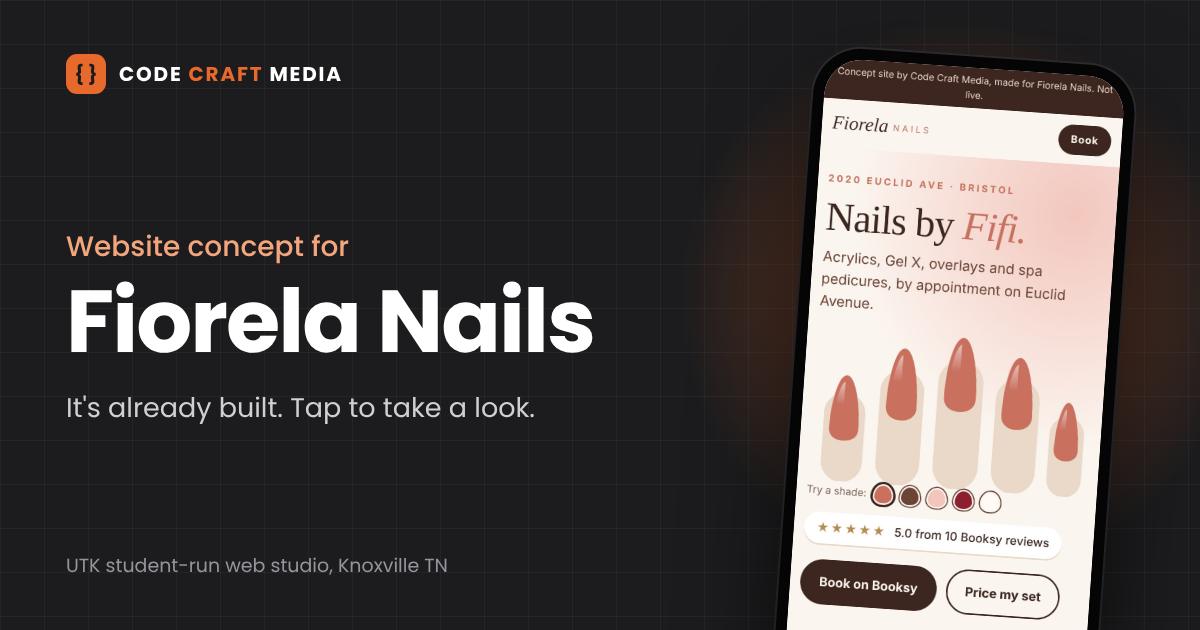 { } CODE CRAFT MEDIA
Website concept for
Fiorela Nails
It's already built. Tap to take a look.
UTK student-run web studio, Knoxville TN
Concept site by Code Craft Media, made for Fiorela Nails. Not
live.
Fiorela NAILS
Book
2020 EUCLID AVE · BRISTOL
Nails by Fifi.
Acrylics, Gel X, overlays and spa
pedicures, by appointment on Euclid
Avenue.
Try a shade:
★★★★★ 5.0 from 10 Booksy reviews
Book on Booksy
Price my set